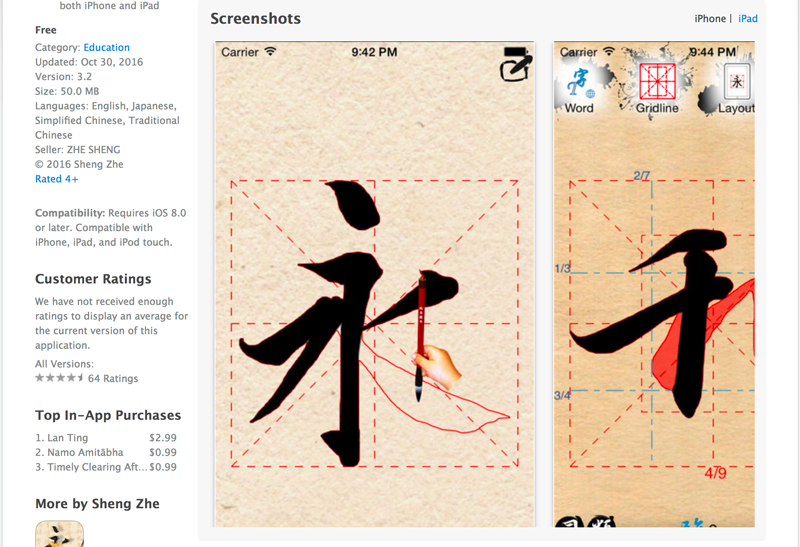 both iPhone and iPad
Free
Category: Education
Updated: Oct 30, 2016
Version: 3.2
Size: 50.0 MB
Languages: English, Japanese,
Simplified Chinese, Traditional
Chinese
Seller: ZHE SHENG
© 2016 Sheng Zhe
Rated 4+
Compatibility: Requires iOS 8.0
or later. Compatible with
iPhone, iPad, and iPod touch.
Customer Ratings
We have not received enough
ratings to display an average for
the current version of this
application.
All Versions:
64 Ratings
Top In-App Purchases
1. Lan Ting $2.99
2. Namo Amitābha $0.99
3. Timely Clearing Aft... $0.99
More by Sheng Zhe
Screenshots
iPhone | iPad
Carrier 9:42 PM
永
Carrier 9:44 PM
字
永
Word Gridline Layout
2/7
1/3
3/4
4/9